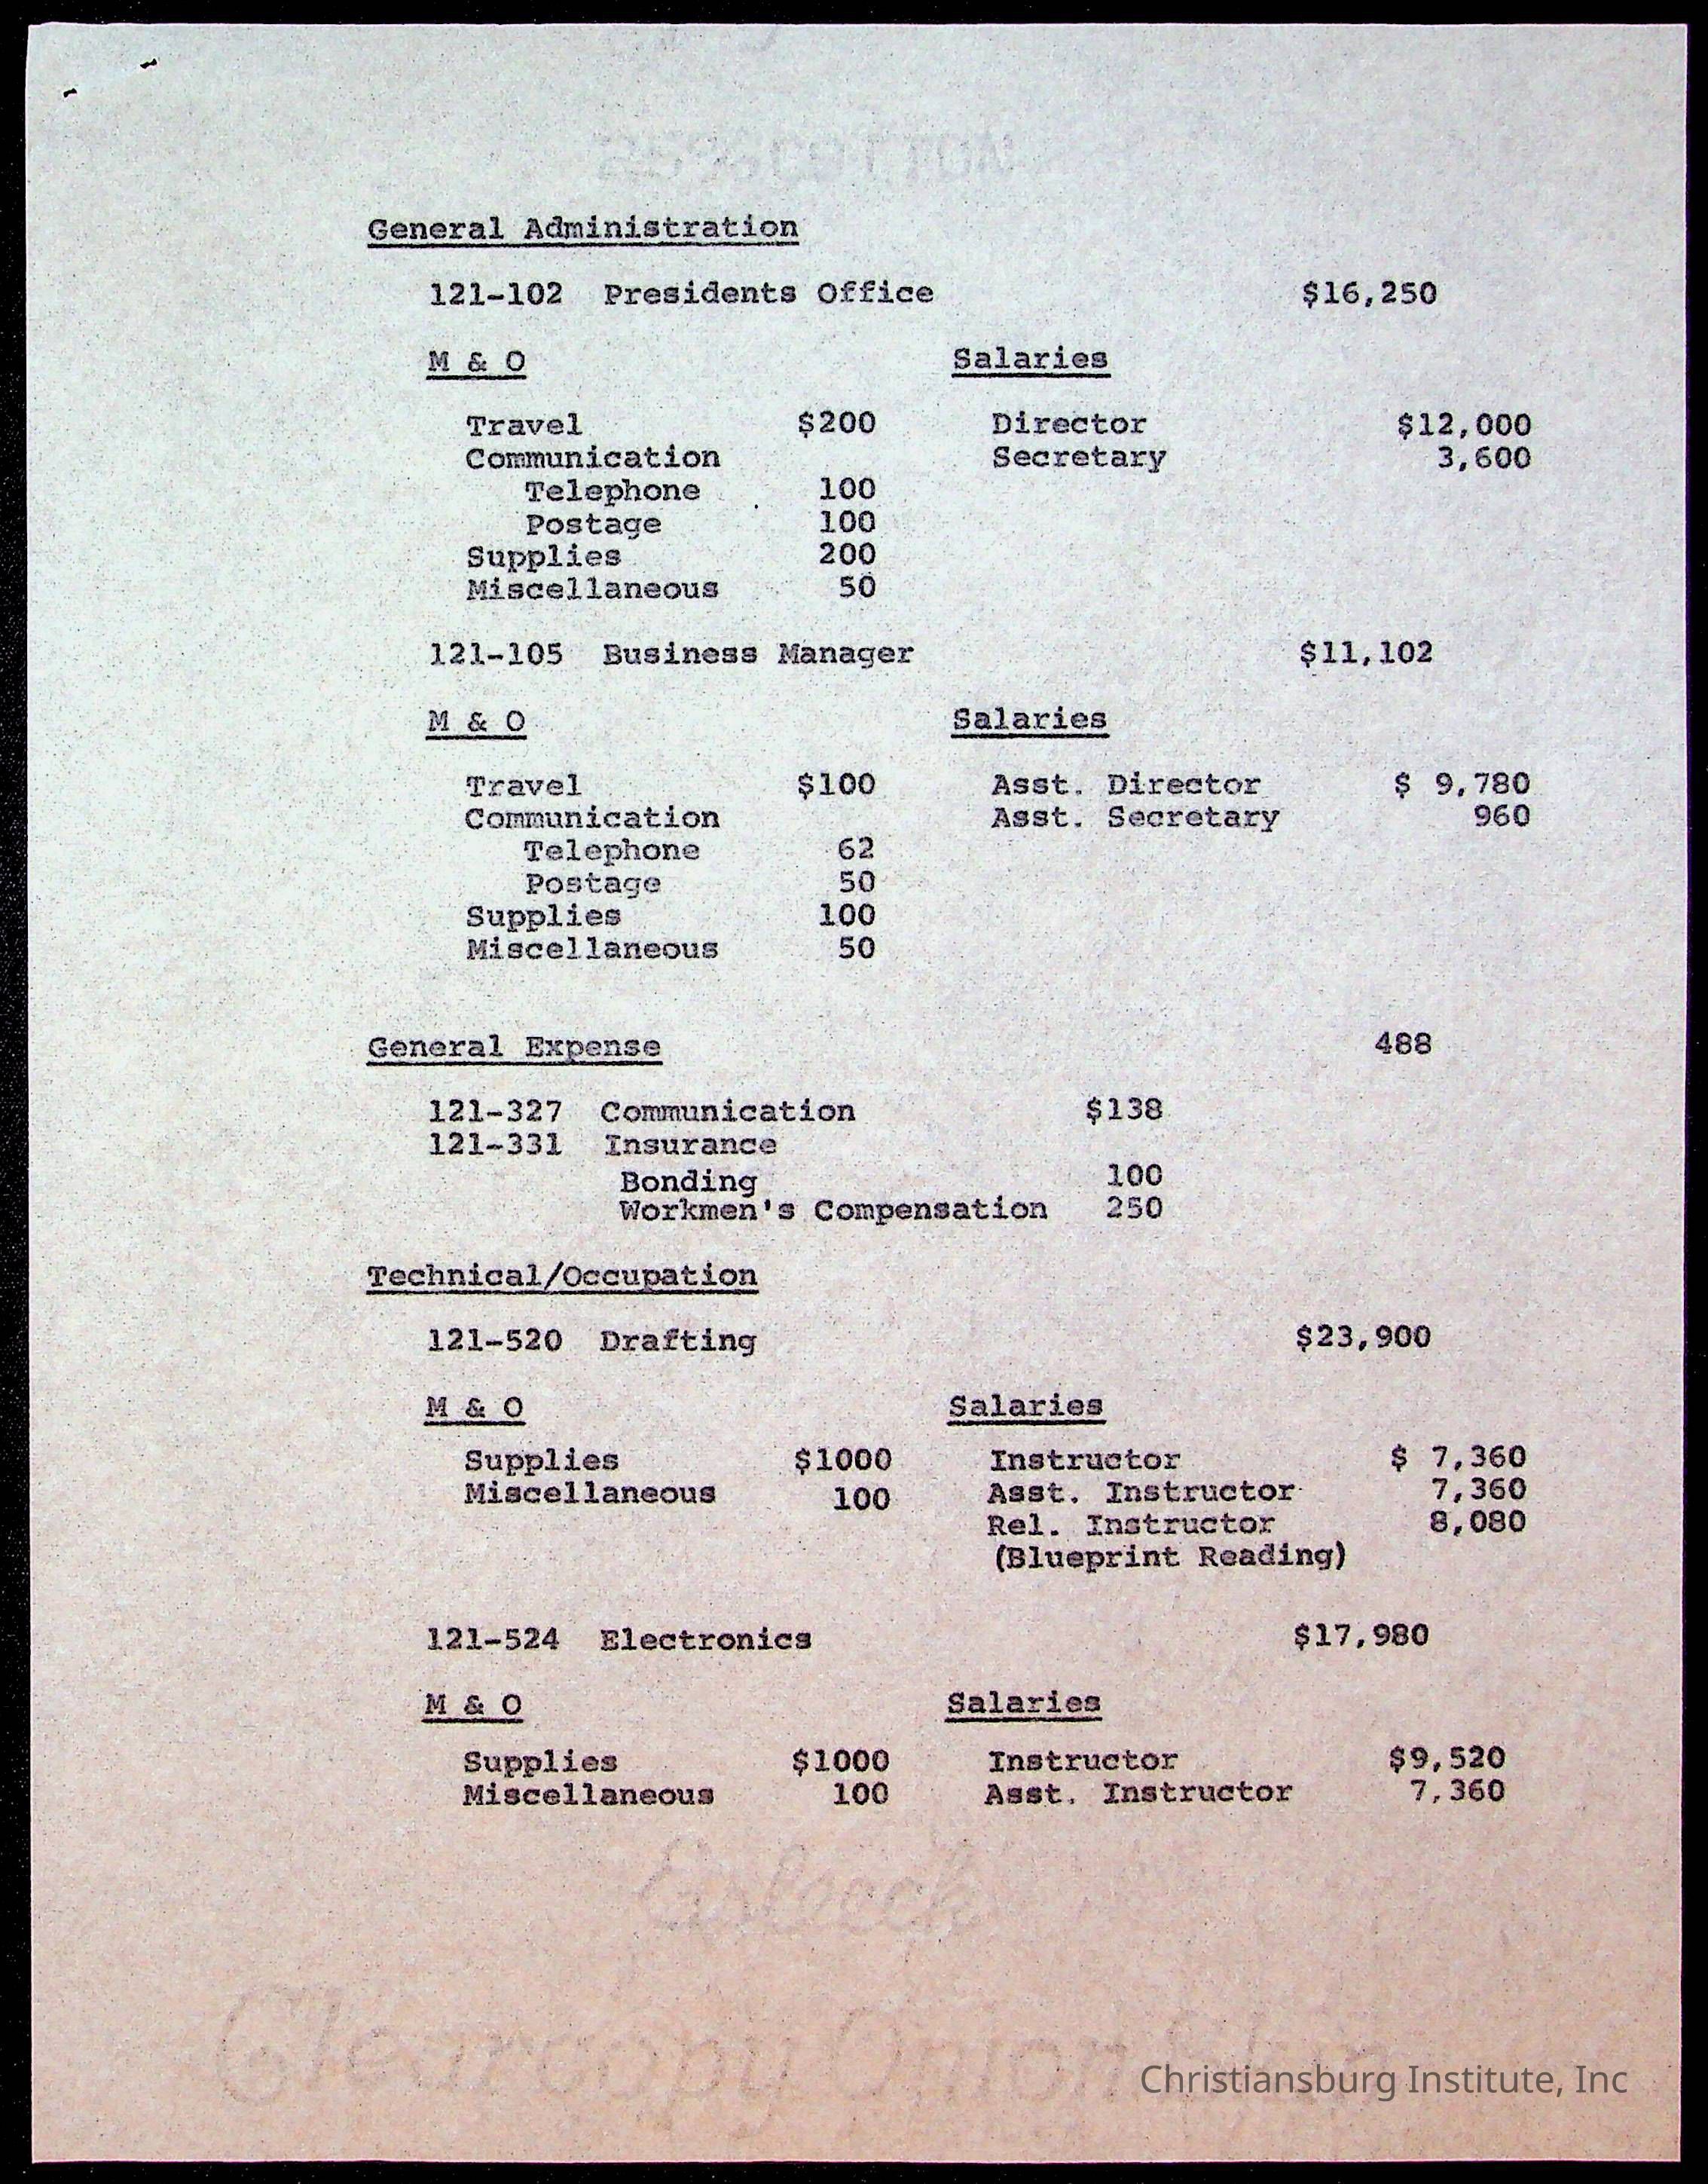 General Administration
121-102 Presidents Office $16,250
M & O Salaries
Travel $200 Director $12,000
Communication Secretary 3,600
Telephone 100
Postage 100
Supplies 200
Miscellaneous 50
121-105 Business Manager $11,102
M & O Salaries
Travel $100 Asst. Director $ 9,780
Communication Asst. Secretary 960
Telephone 62
Postage 50
Supplies 100
Miscellaneous 50
General Expense 488
121-327 Communication $138
121-331 Insurance
Bonding 100
Workmen's Compensation 250
Technical/Occupation
121-520 Drafting $23,900
M & O Salaries
Supplies $1000 Instructor $ 7,360
Miscellaneous 100 Asst. Instructor 7,360
Rel. Instructor 8,080
(Blueprint Reading)
121-524 Electronics $17,980
M & O Salaries
Supplies $1000 Instructor $9,520
Miscellaneous 100 Asst. Instructor 7,360
Christiansburg Institute, Inc